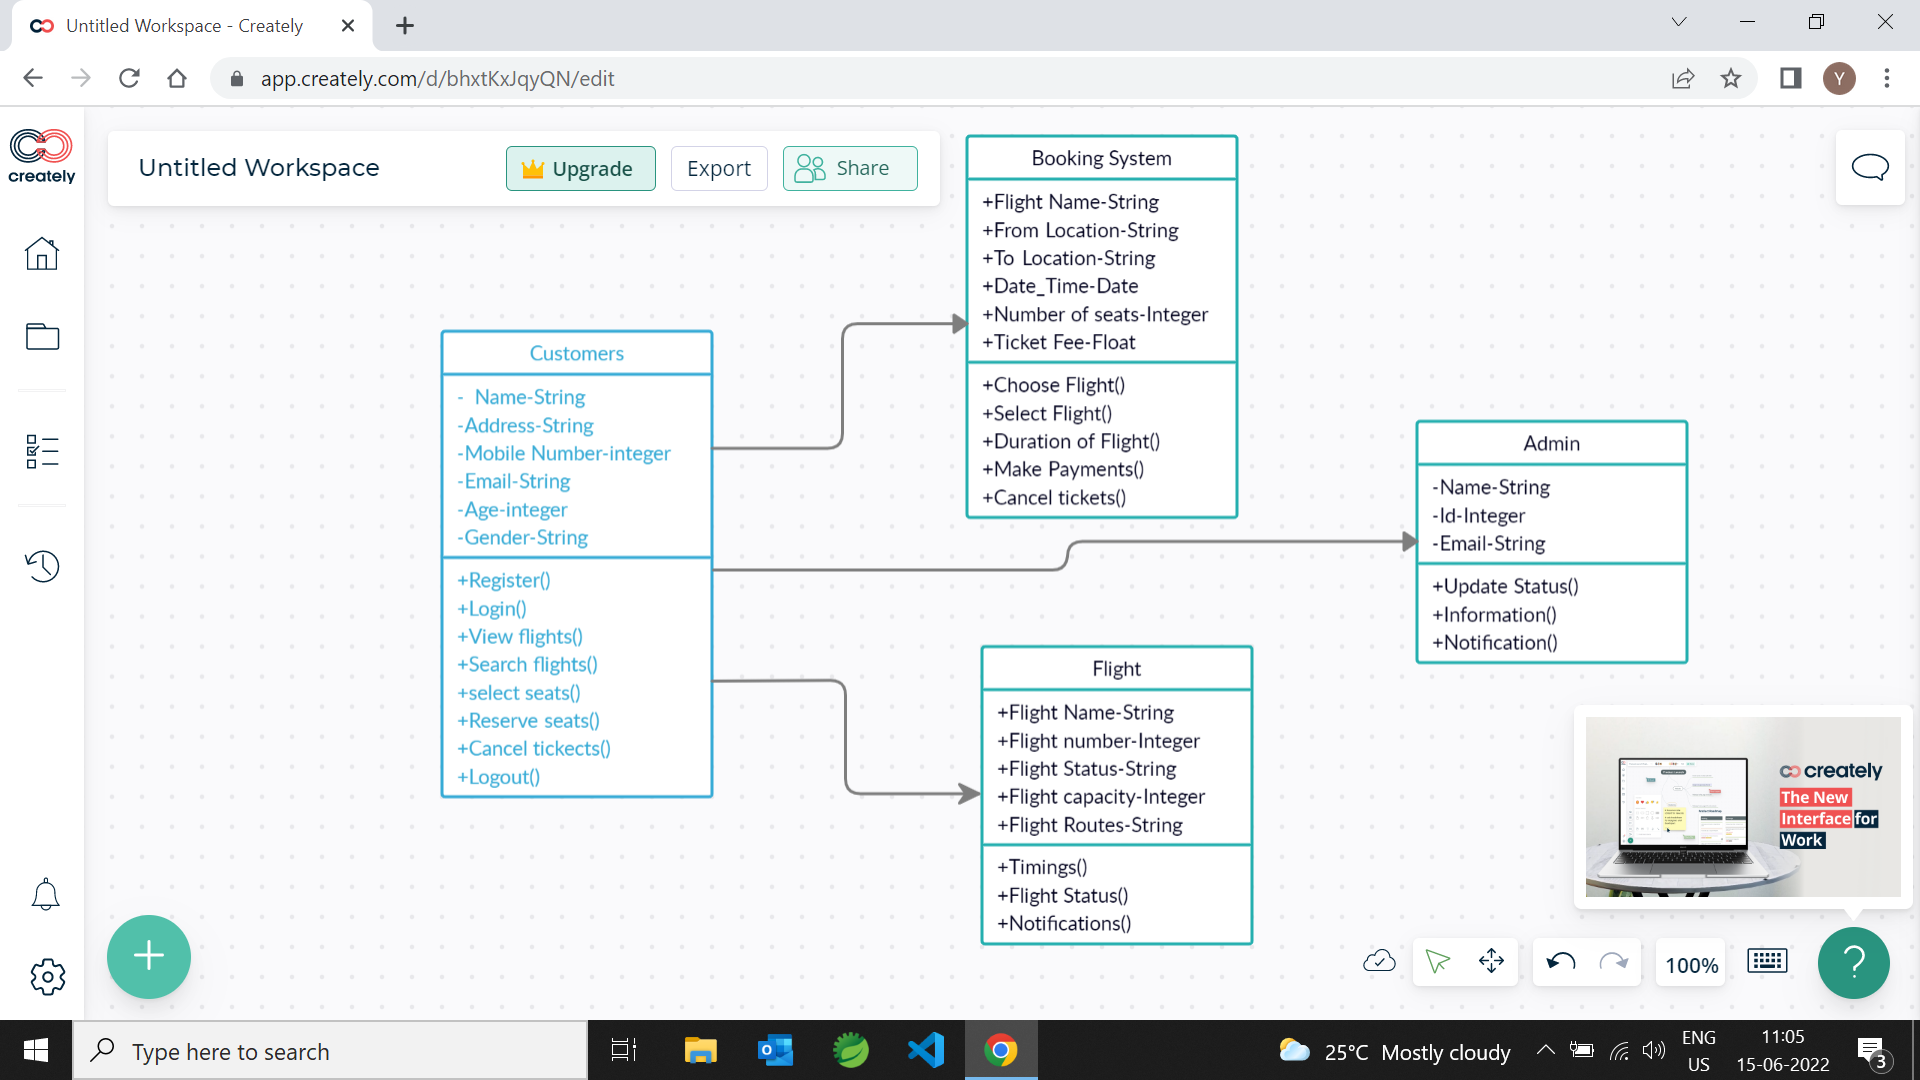 Untitled Workspace - Creately
app.creately.com/d/bhxtKxJqyQN/edit
Y
creately
Untitled Workspace
Upgrade
Export
Share
Booking System
+Flight Name-String
+From Location-String
+To Location-String
+Date_Time-Date
+Number of seats-Integer
+Ticket Fee-Float
+Choose Flight()
+Select Flight()
+Duration of Flight()
+Make Payments()
+Cancel tickets()
Customers
- Name-String
-Address-String
-Mobile Number-integer
-Email-String
-Age-integer
-Gender-String
+Register()
+Login()
+View flights()
+Search flights()
+select seats()
+Reserve seats()
+Cancel tickects()
+Logout()
Admin
-Name-String
-Id-Integer
-Email-String
+Update Status()
+Information()
+Notification()
Flight
+Flight Name-String
+Flight number-Integer
+Flight Status-String
+Flight capacity-Integer
+Flight Routes-String
+Timings()
+Flight Status()
+Notifications()
creately
The New
Interface for
Work
100%
?
Type here to search
25°C Mostly cloudy
ENG
US
11:05
15-06-2022
3